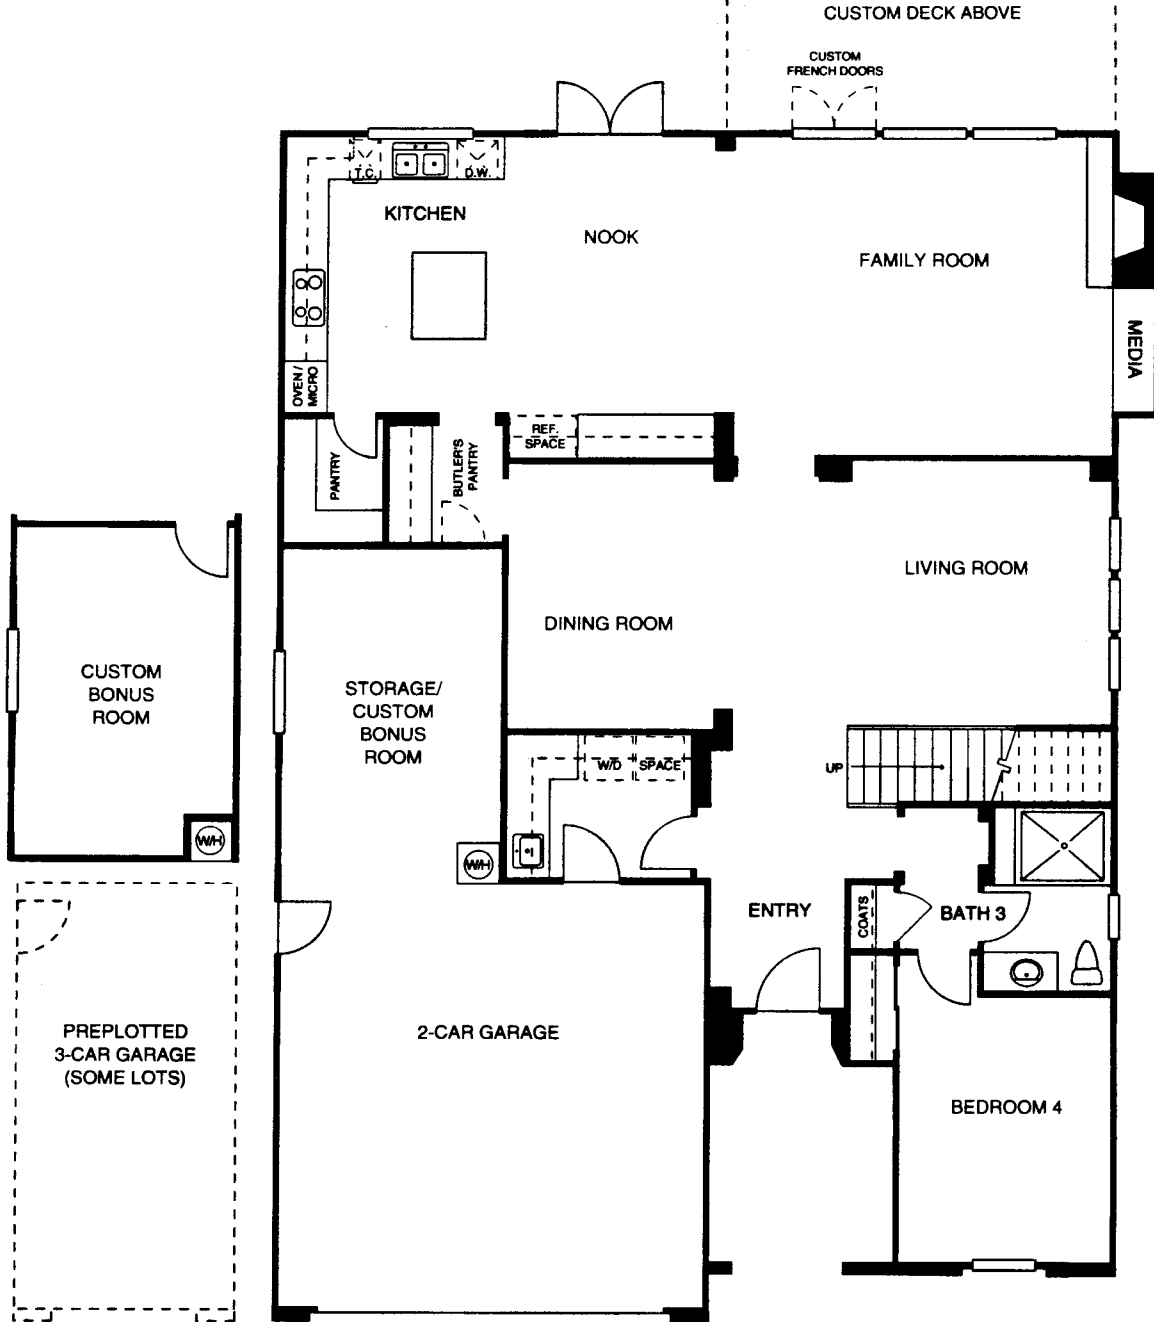 CUSTOM DECK ABOVE
CUSTOM
FRENCH DOORS
T.C.
D.W.
KITCHEN
NOOK
FAMILY ROOM
MEDIA
OVEN/
MICRO
REF.
SPACE
PANTRY
BUTLER'S
PANTRY
LIVING ROOM
DINING ROOM
CUSTOM
BONUS
ROOM
STORAGE/
CUSTOM
BONUS
ROOM
W/D
SPACE
UP
W/H
W/H
ENTRY
COATS
BATH 3
PREPLOTTED
3-CAR GARAGE
(SOME LOTS)
2-CAR GARAGE
BEDROOM 4